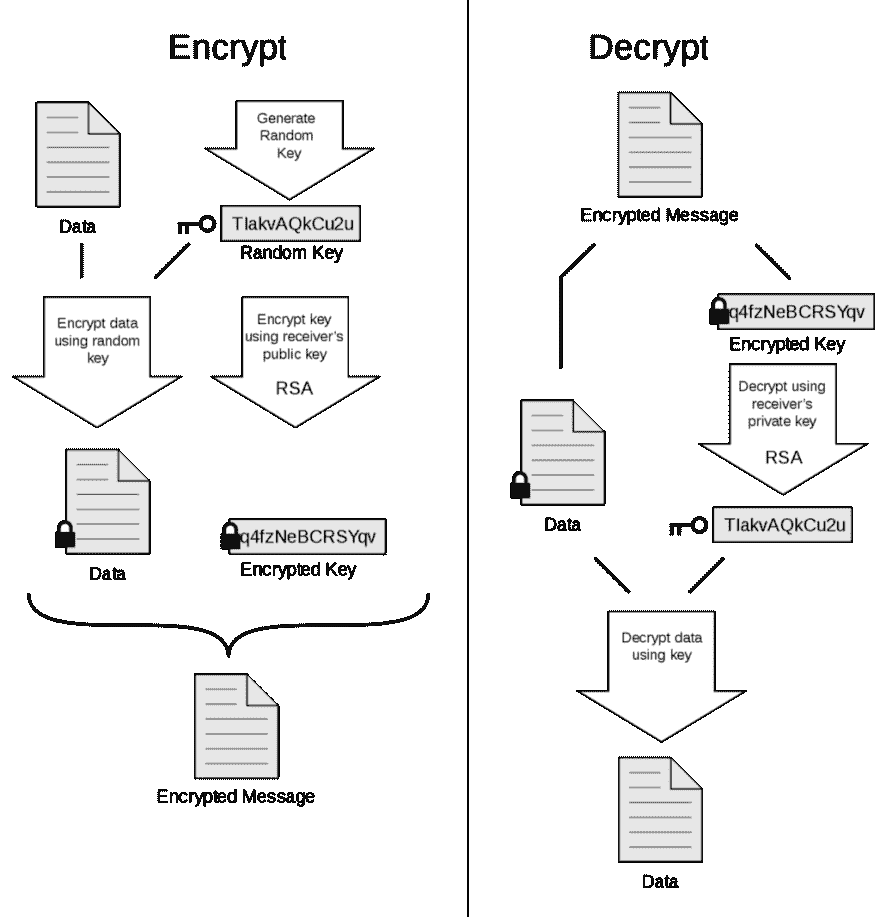 Encrypt
Generate
Random
Key
Data
TIakvAQkCu2u
Random Key
Encrypt data
using random
key
Encrypt key
using receiver's
public key
RSA
q4fzNeBCRSYqv
Data
Encrypted Key
Encrypted Message
Decrypt
Encrypted Message
q4fzNeBCRSYqv
Encrypted Key
Decrypt using
receiver's
private key
RSA
Data
TIakvAQkCu2u
Decrypt data
using key
Data